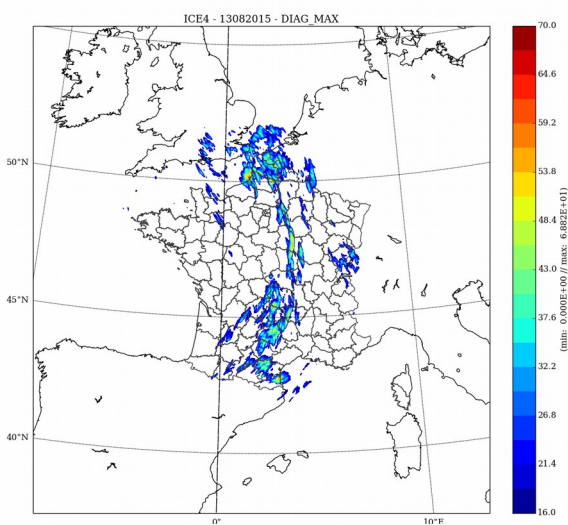 ICE4 - 13082015 - DIAG_MAX
50°N
45°N
40°N
0°
10°E
70.0
64.6
59.2
53.8
48.4
43.0
37.6
32.2
26.8
21.4
16.0
(min: 0.000E+00 // max: 6.882E+01)